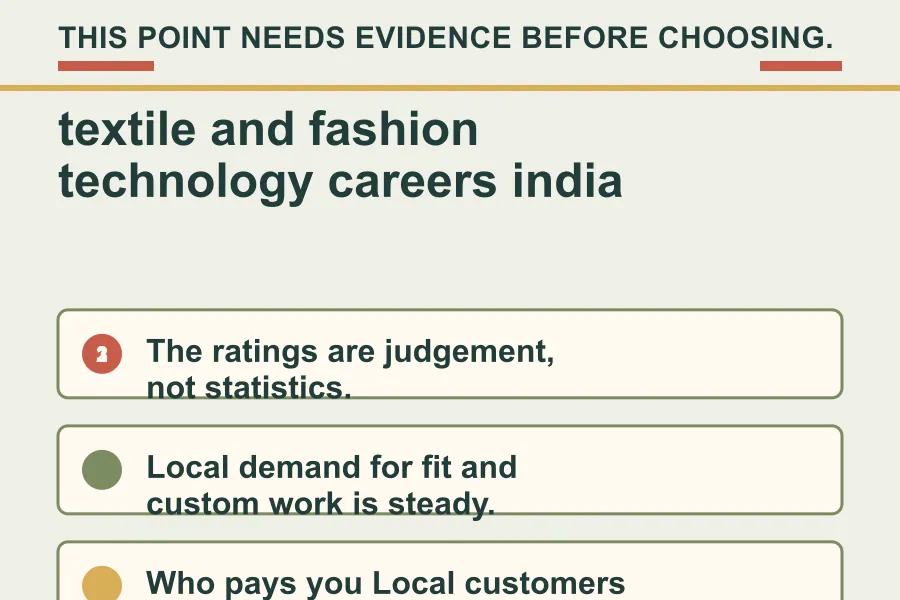 THIS POINT NEEDS EVIDENCE BEFORE CHOOSING.
textile and fashion
technology careers india
The ratings are judgement,
not statistics.
Local demand for fit and
custom work is steady.
Who pays you Local customers